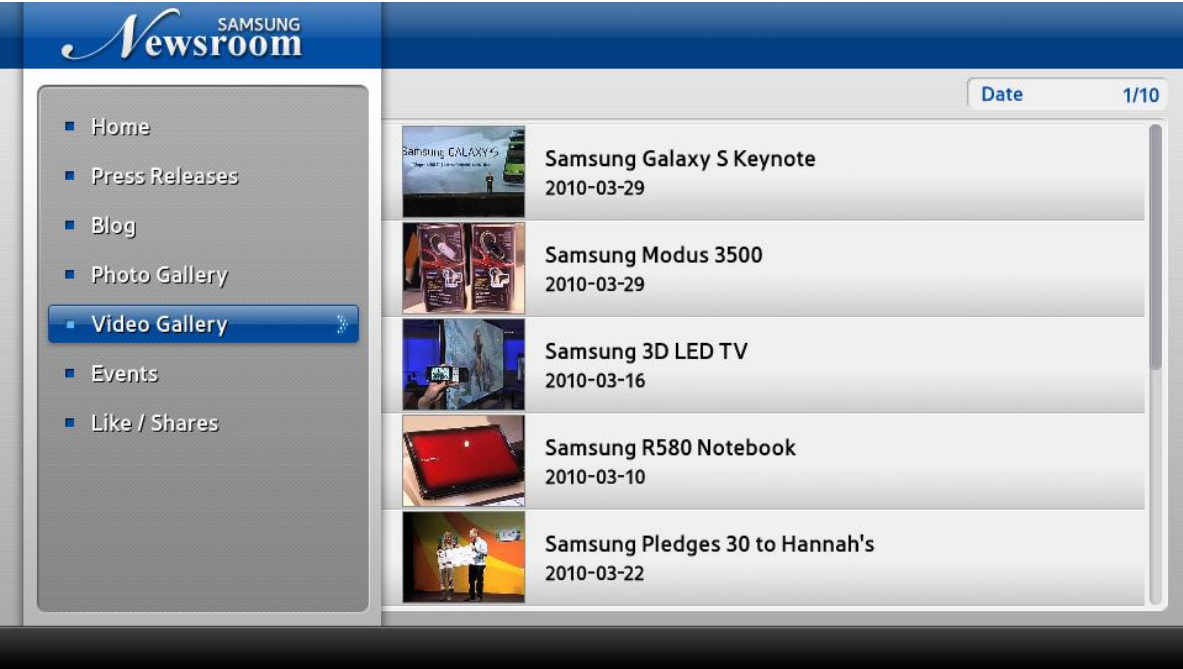 SAMSUNG
Newsroom
Date 1/10
Home
Press Releases
Blog
Photo Gallery
Video Gallery
Events
Like / Shares
Samsung GALAXY S
Samsung Galaxy S Keynote
2010-03-29
Samsung Modus 3500
2010-03-29
Samsung 3D LED TV
2010-03-16
Samsung R580 Notebook
2010-03-10
Samsung Pledges 30 to Hannah's
2010-03-22